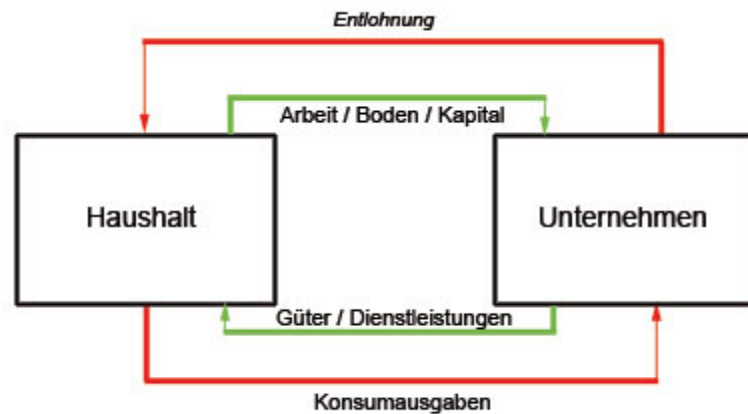 Entlohnung
Arbeit / Boden / Kapital
Haushalt
Unternehmen
Güter / Dienstleistungen
Konsumausgaben